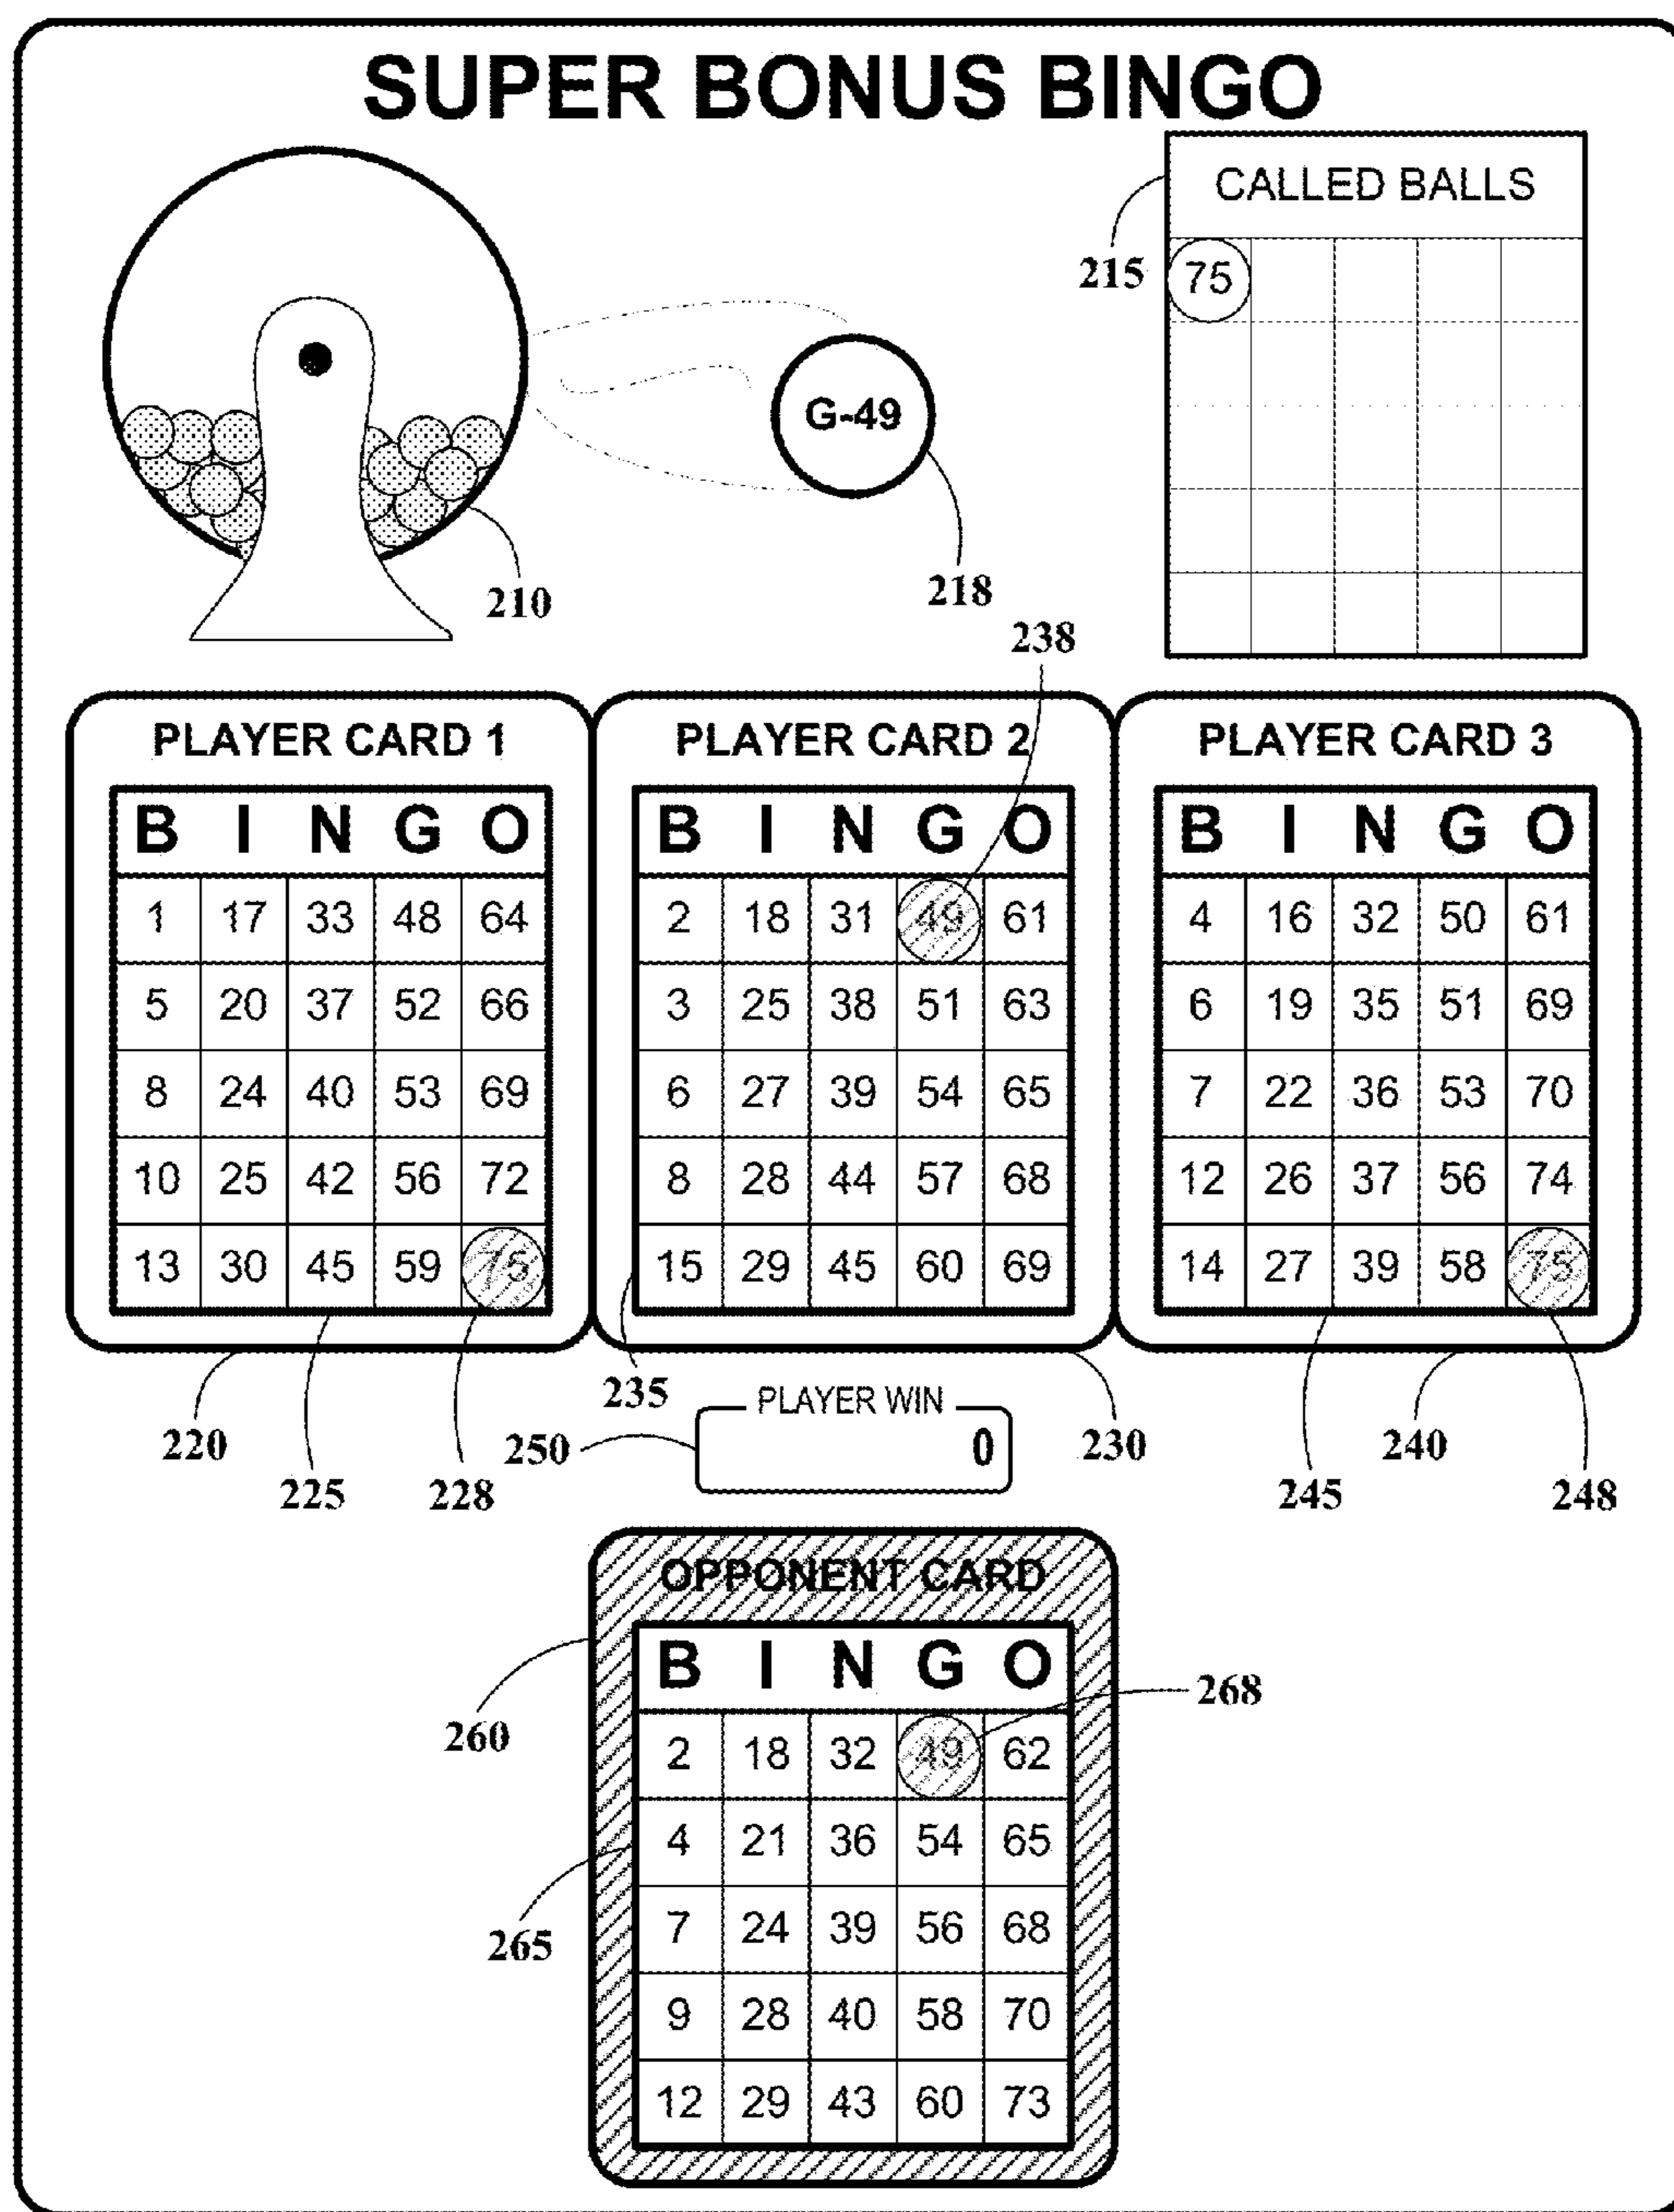 SUPER BONUS BINGO
CALLED BALLS
215
75
G-49
210
218
238
PLAYER CARD 1
B I N G O
1 17 33 48 64
5 20 37 52 66
8 24 40 53 69
10 25 42 56 72
13 30 45 59 75
PLAYER CARD 2
B I N G O
2 18 31 49 61
3 25 38 51 63
6 27 39 54 65
8 28 44 57 68
15 29 45 60 69
PLAYER CARD 3
B I N G O
4 16 32 50 61
6 19 35 51 69
7 22 36 53 70
12 26 37 56 74
14 27 39 58 75
235
PLAYER WIN
0
220
250
230
240
225
228
245
248
OPPONENT CARD
B I N G O
2 18 32 49 62
4 21 36 54 65
7 24 39 56 68
9 28 40 58 70
12 29 43 60 73
268
260
265